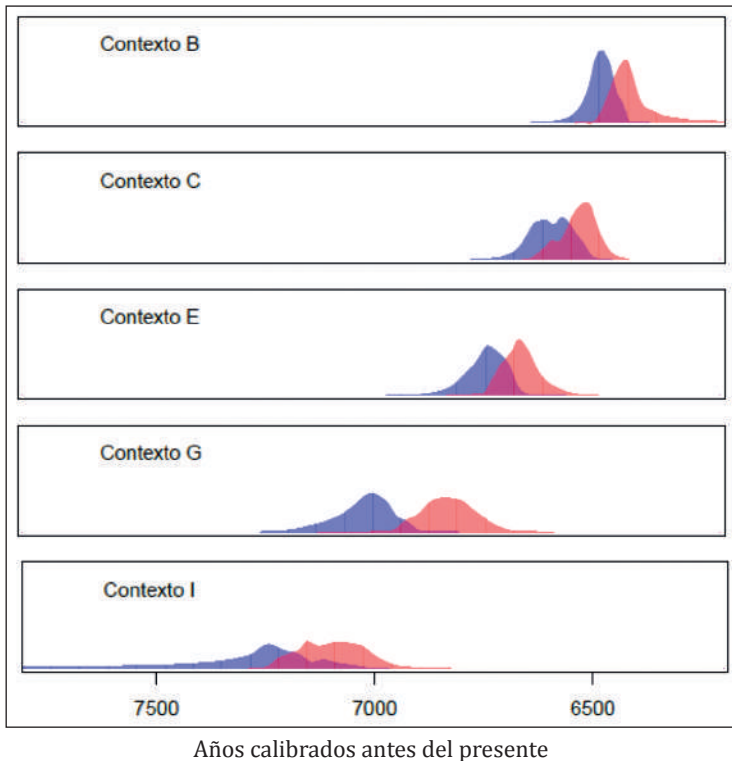 Contexto B
Contexto C
Contexto E
Contexto G
Contexto I
7500 7000 6500
Años calibrados antes del presente